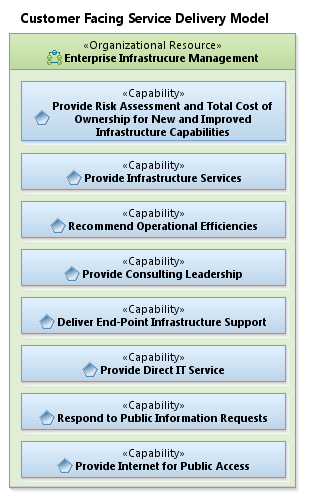 Customer Facing Service Delivery Model
«Organizational Resource»
Enterprise Infrastrucure Management
«Capability»
Provide Risk Assessment and Total Cost of
Ownership for New and Improved
Infrastructure Capabilities
«Capability»
Provide Infrastructure Services
«Capability»
Recommend Operational Efficiencies
«Capability»
Provide Consulting Leadership
«Capability»
Deliver End-Point Infrastructure Support
«Capability»
Provide Direct IT Service
«Capability»
Respond to Public Information Requests
«Capability»
Provide Internet for Public Access